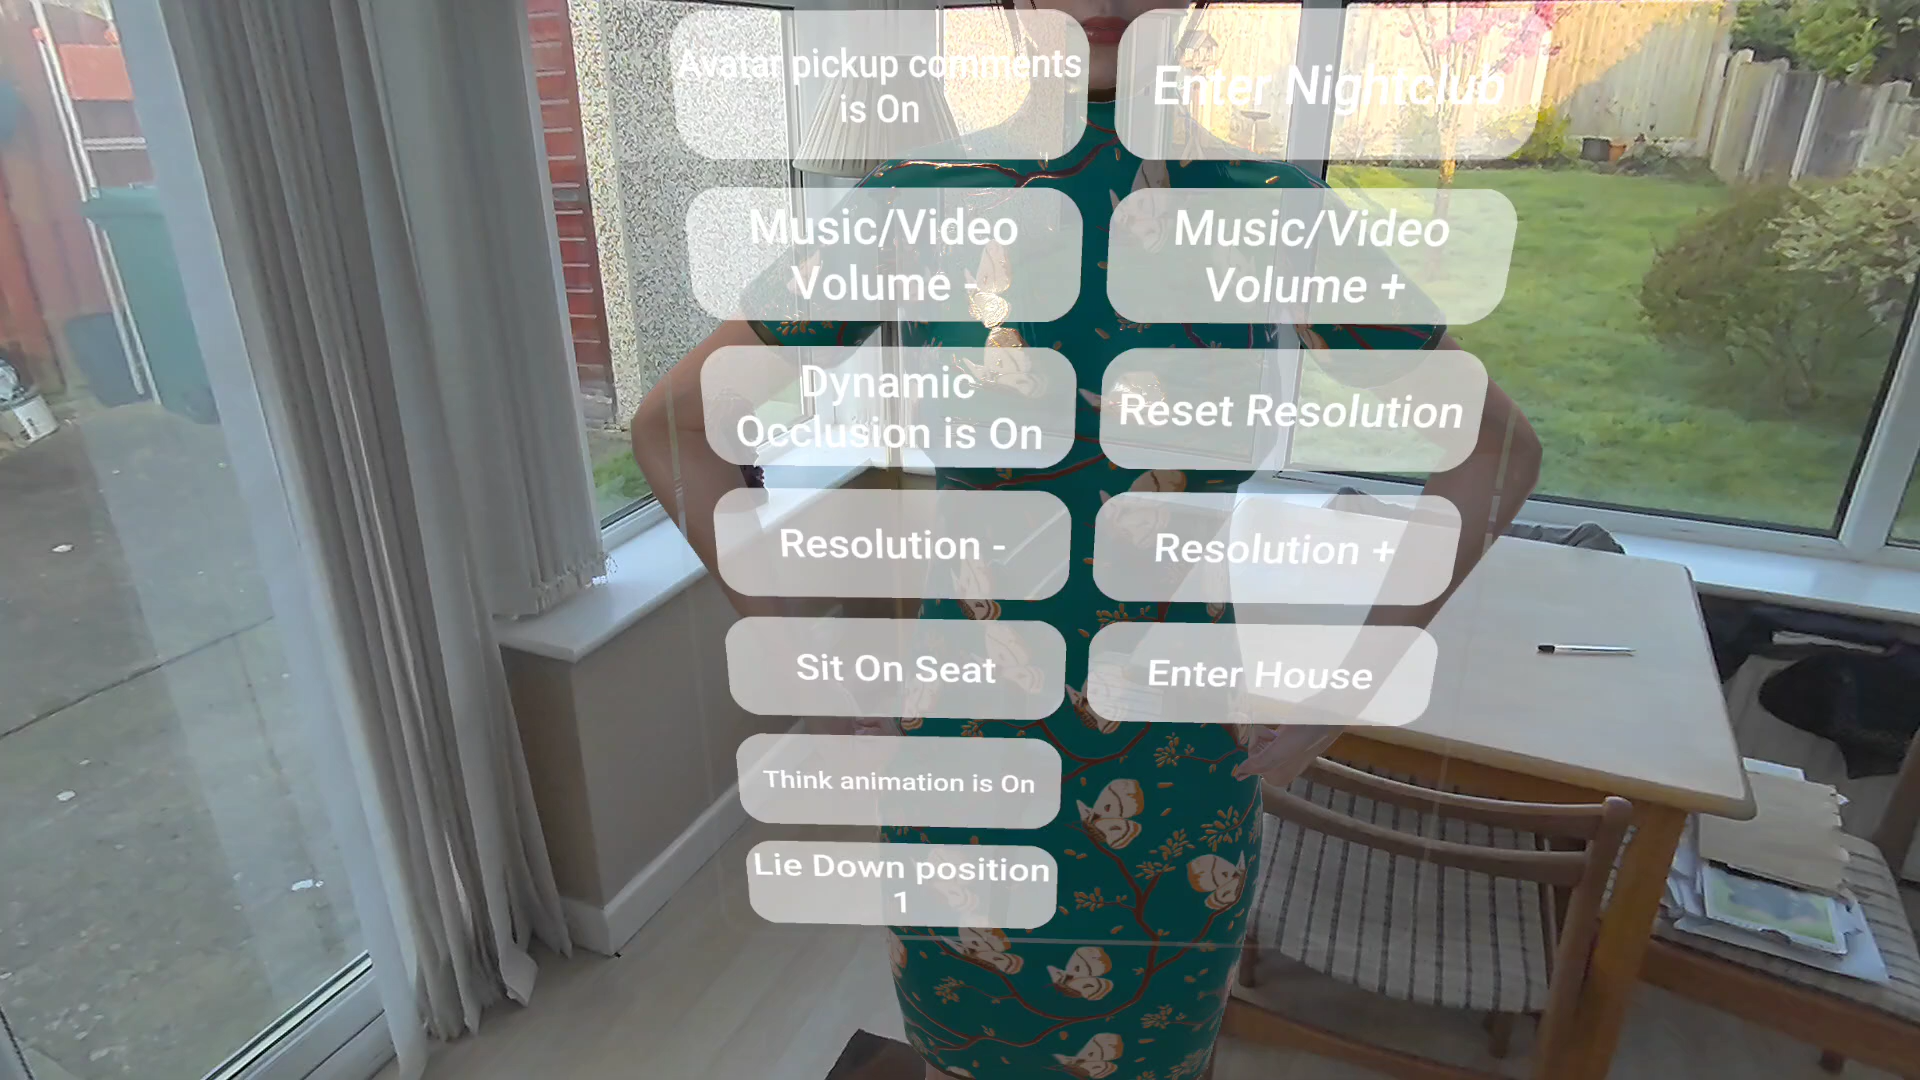 Avatar pickup comments
is On
Enter Nightclub
Music/Video
Volume -
Music/Video
Volume +
Dynamic
Occlusion is On
Reset Resolution
Resolution -
Resolution +
Sit On Seat
Enter House
Think animation is On
Lie Down position
1